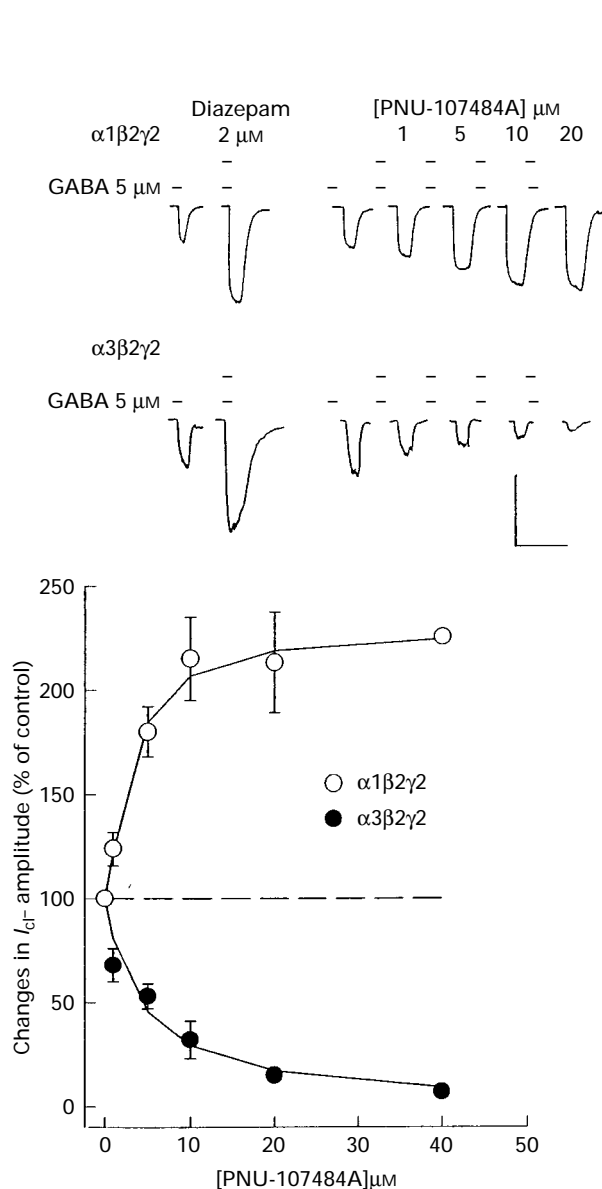 Diazepam [PNU-107484A] µM
α1β2γ2 2 µM 1 5 10 20
GABA 5 µM
α3β2γ2
GABA 5 µM
250
200
150
100
50
0
Changes in Icl– amplitude (% of control)
α1β2γ2
α3β2γ2
0 10 20 30 40 50
[PNU-107484A]µM